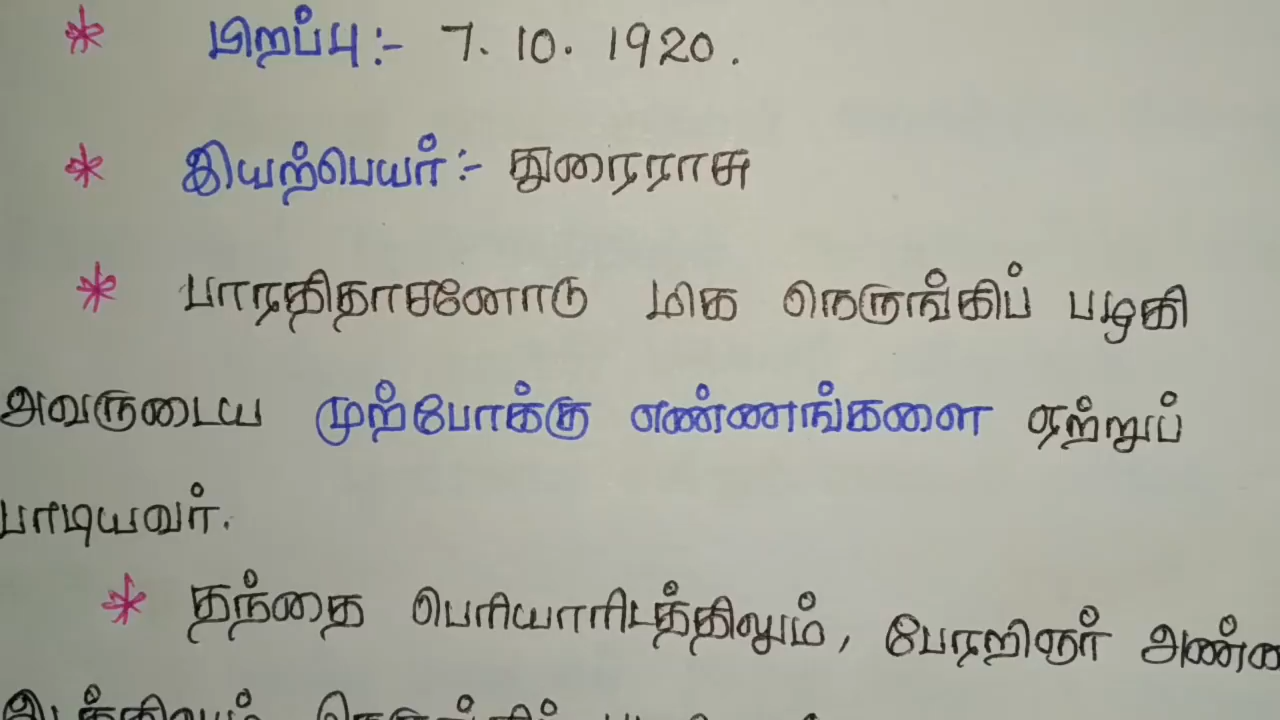 * பிறப்பு:- 7. 10. 1920.
* இயற்பெயர்:- துரைராசு
* பாரதிதாசனோடு மிக நெருங்கிப் பழகி
அவருடைய முற்போக்கு எண்ணங்களை ஏற்றுப்
பாடியவர்.
* தந்தை பெரியாரிடத்திலும், பேரறிஞர்